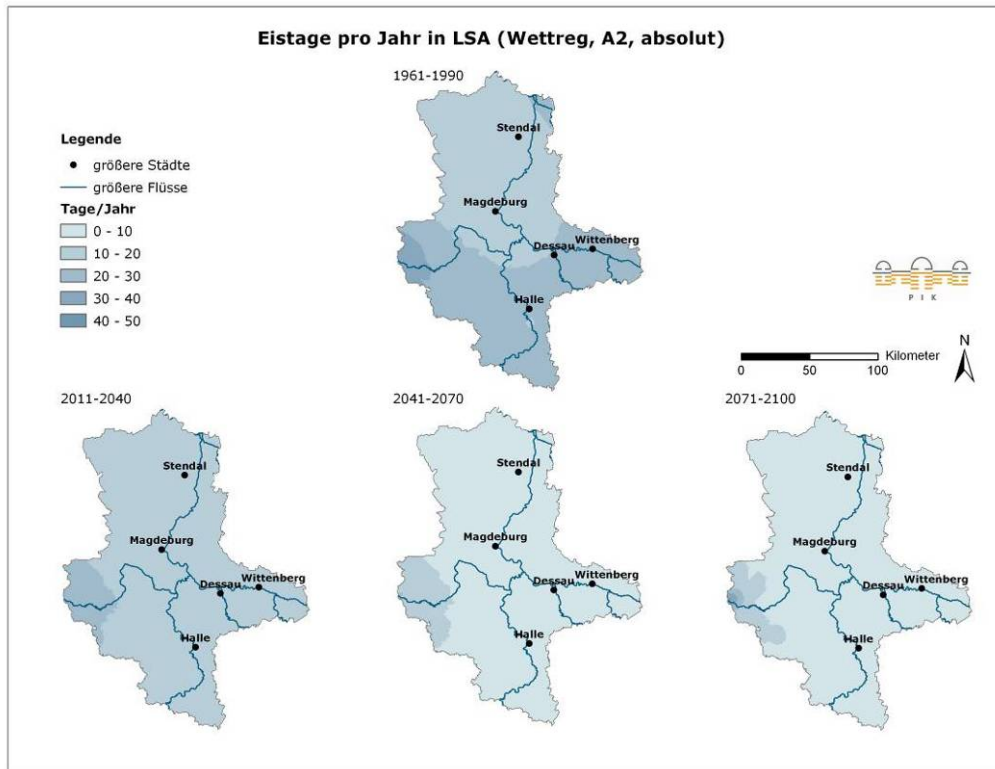 Eistage pro Jahr in LSA (Wettreg, A2, absolut)
1961-1990
Stendal
Magdeburg
Dessau
Wittenberg
Halle
Legende
größere Städte
größere Flüsse
Tage/Jahr
0 - 10
10 - 20
20 - 30
30 - 40
40 - 50
P I K
Kilometer
0 50 100
N
2011-2040
Stendal
Magdeburg
Dessau
Wittenberg
Halle
2041-2070
Stendal
Magdeburg
Dessau
Wittenberg
Halle
2071-2100
Stendal
Magdeburg
Dessau
Wittenberg
Halle